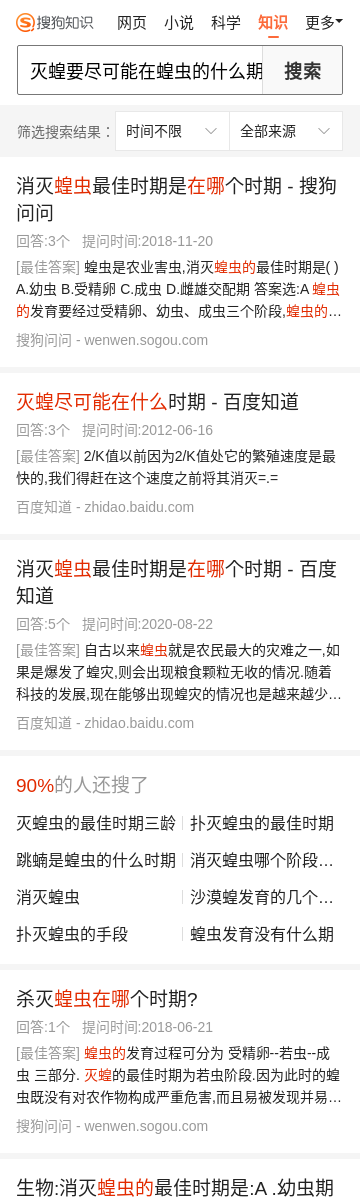 搜狗知识 网页 小说 科学 知识 更多
灭蝗要尽可能在蝗虫的什么期 搜索
筛选搜索结果： 时间不限 全部来源
消灭蝗虫最佳时期是在哪个时期 - 搜狗
问问
回答:3个 提问时间:2018-11-20
[最佳答案] 蝗虫是农业害虫,消灭蝗虫的最佳时期是( )
A.幼虫 B.受精卵 C.成虫 D.雌雄交配期 答案选:A 蝗虫
的发育要经过受精卵、幼虫、成虫三个阶段,蝗虫的…
搜狗问问 - wenwen.sogou.com
灭蝗尽可能在什么时期 - 百度知道
回答:3个 提问时间:2012-06-16
[最佳答案] 2/K值以前因为2/K值处它的繁殖速度是最
快的,我们得赶在这个速度之前将其消灭=.=
百度知道 - zhidao.baidu.com
消灭蝗虫最佳时期是在哪个时期 - 百度
知道
回答:5个 提问时间:2020-08-22
[最佳答案] 自古以来蝗虫就是农民最大的灾难之一,如
果是爆发了蝗灾,则会出现粮食颗粒无收的情况.随着
科技的发展,现在能够出现蝗灾的情况也是越来越少…
百度知道 - zhidao.baidu.com
90%的人还搜了
灭蝗虫的最佳时期三龄 扑灭蝗虫的最佳时期
跳蝻是蝗虫的什么时期 消灭蝗虫哪个阶段…
消灭蝗虫 沙漠蝗发育的几个…
扑灭蝗虫的手段 蝗虫发育没有什么期
杀灭蝗虫在哪个时期?
回答:1个 提问时间:2018-06-21
[最佳答案] 蝗虫的发育过程可分为 受精卵--若虫--成
虫 三部分. 灭蝗的最佳时期为若虫阶段.因为此时的蝗
虫既没有对农作物构成严重危害,而且易被发现并易…
搜狗问问 - wenwen.sogou.com
生物:消灭蝗虫的最佳时期是:A .幼虫期